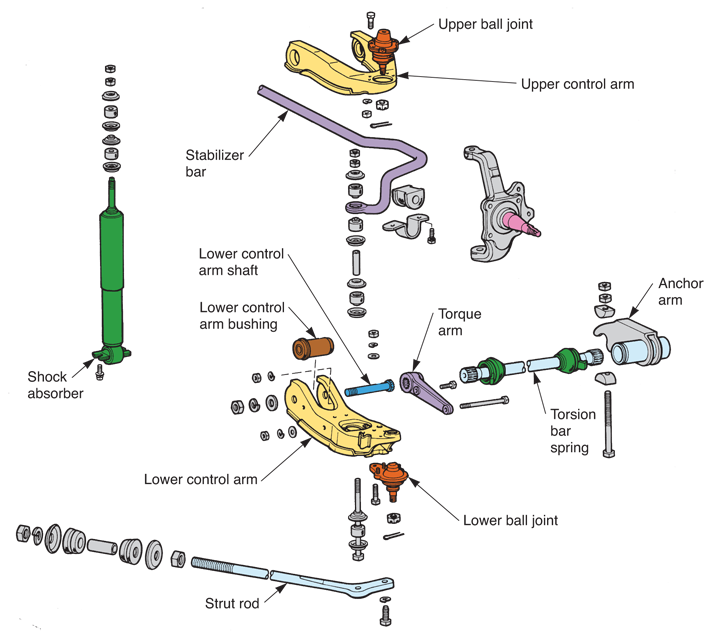 Upper ball joint
Upper control arm
Stabilizer
bar
Lower control
arm shaft
Anchor
arm
Lower control
arm bushing
Torque
arm
Shock
absorber
Torsion
bar
spring
Lower control arm
Lower ball joint
Strut rod